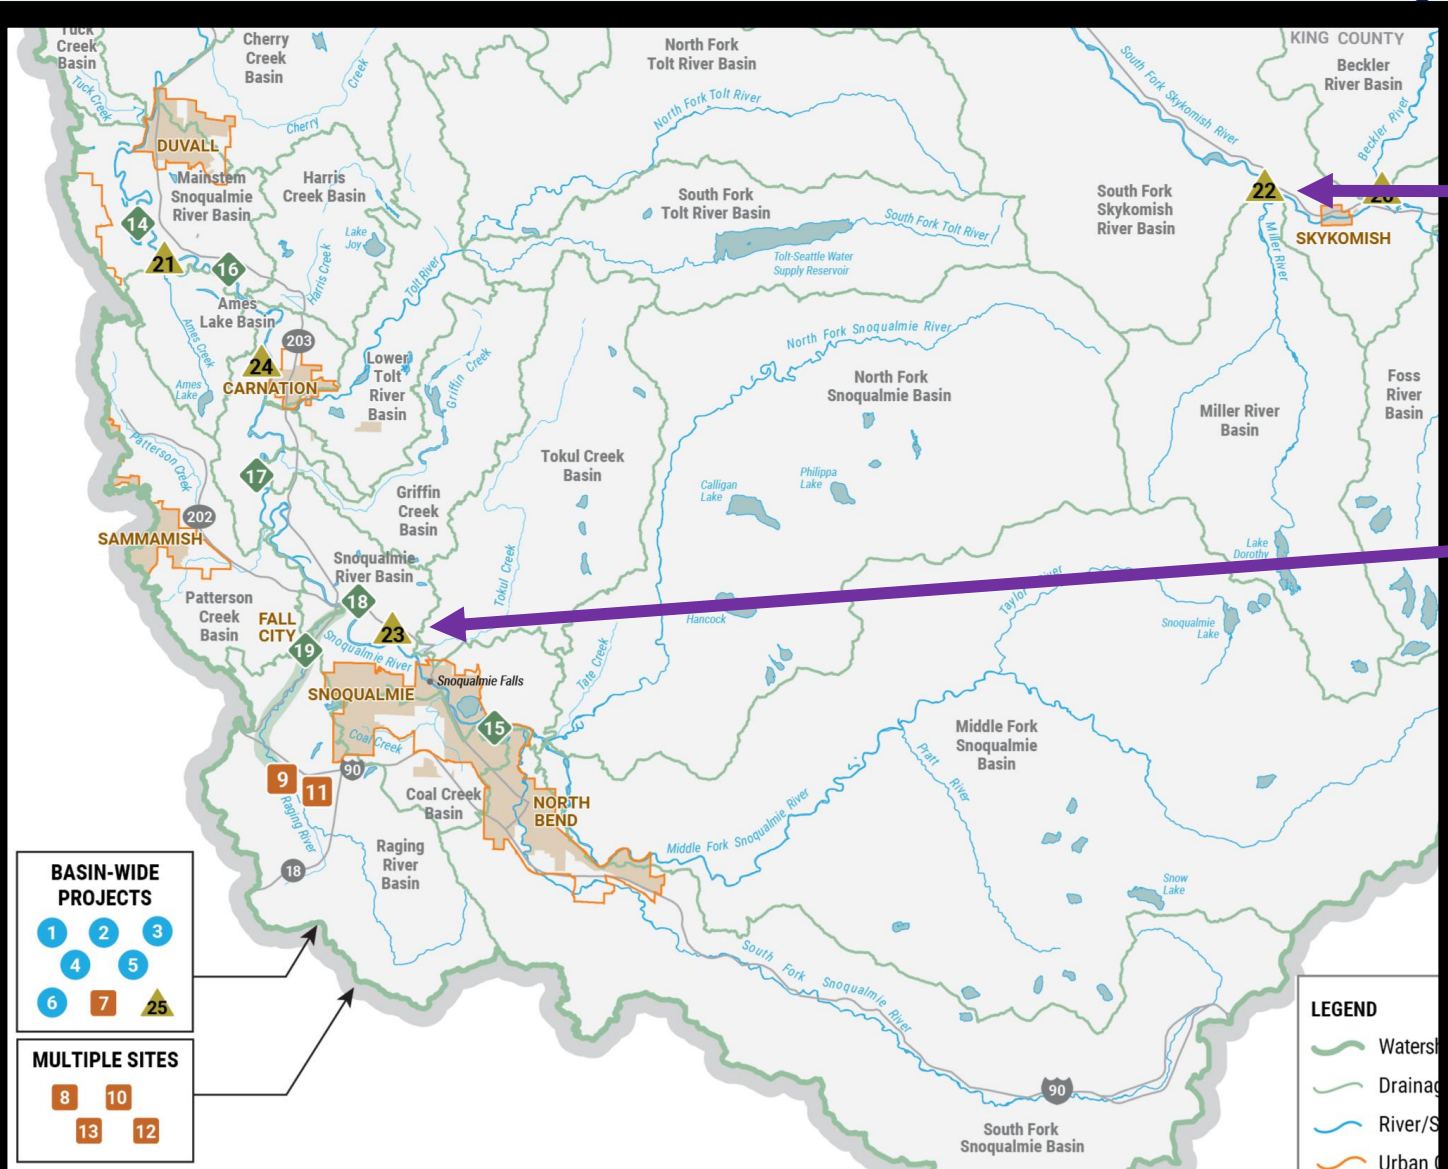 Tuck
Creek
Basin
Cherry
Creek
Basin
North Fork
Tolt River Basin
KING COUNTY
Beckler
River Basin
Tuck Creek
Creek
Cherry
North Fork Tolt River
South Fork Skykomish River
Beckler River
DUVALL
Mainstem
Snoqualmie
River Basin
Harris
Creek Basin
South Fork
Tolt River Basin
South Fork Tolt River
South Fork
Skykomish
River Basin
22
SKYKOMISH
14
21
16
Lake
Joy
Harris Creek
Tolt River
Tolt-Seattle Water
Supply Reservoir
Miller River
Ames
Lake Basin
203
Ames Creek
24
CARNATION
Ames
Lake
Lower
Tolt
River
Basin
Griffin Creek
North Fork Snoqualmie River
North Fork
Snoqualmie Basin
Miller River
Basin
Foss
River
Basin
Patterson Creek
17
Tokul Creek
Basin
Calligan
Lake
Philippa
Lake
202
SAMMAMISH
Griffin
Creek
Basin
Snoqualmie
River Basin
Tokul Creek
Lake
Dorothy
Patterson
Creek
Basin
FALL
CITY
18
23
19
Snoqualmie River
Hancock
Taylor River
Snoqualmie
Lake
Tate Creek
SNOQUALMIE
Snoqualmie Falls
15
Coal Creek
90
9
11
Raging River
Coal Creek
Basin
NORTH
BEND
Middle Fork
Snoqualmie
Basin
Pratt River
Middle Fork Snoqualmie River
Raging
River
Basin
18
Snow
Lake
South Fork Snoqualmie River
90
South Fork
Snoqualmie Basin
BASIN-WIDE
PROJECTS
1 2 3
4 5
6 7 25
MULTIPLE SITES
8 10
13 12
LEGEND
River/S
Urban